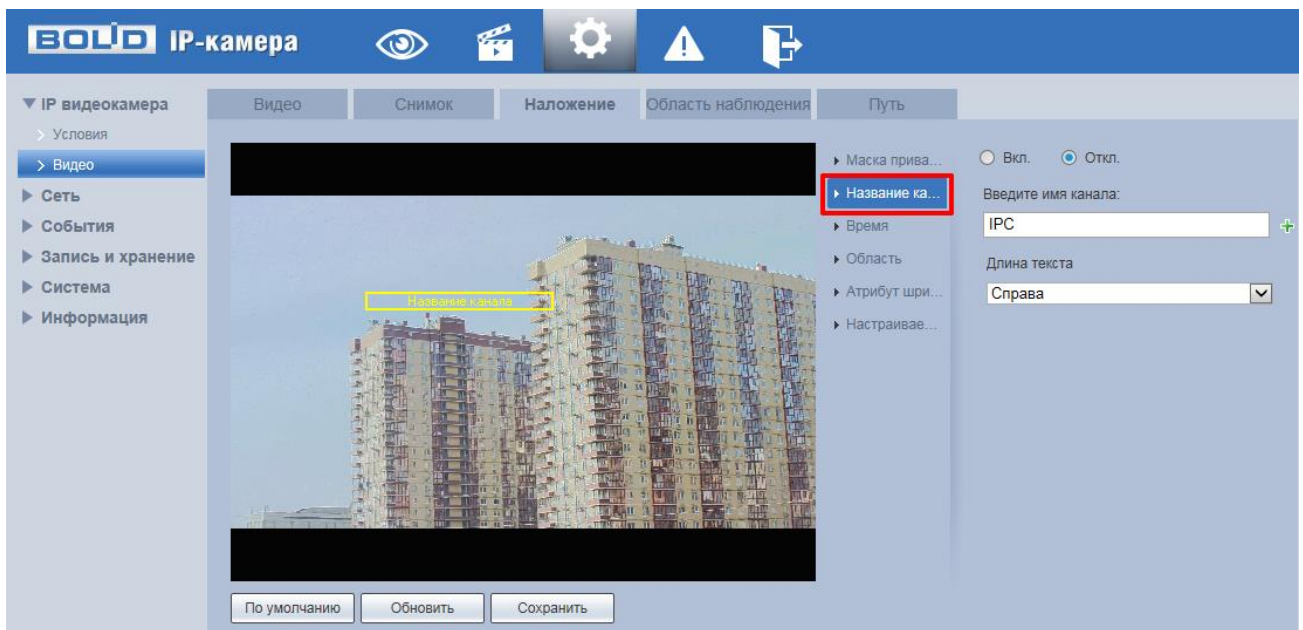 BOLID IP-камера
IP видеокамера
Условия
Видео
Сеть
События
Запись и хранение
Система
Информация
Видео Снимок Наложение Область наблюдения Путь
Название канала
Маска прива...
Название ка...
Время
Область
Атрибут шри...
Настраивае...
Вкл. Откл.
Введите имя канала:
IPC
Длина текста
Справа
По умолчанию Обновить Сохранить